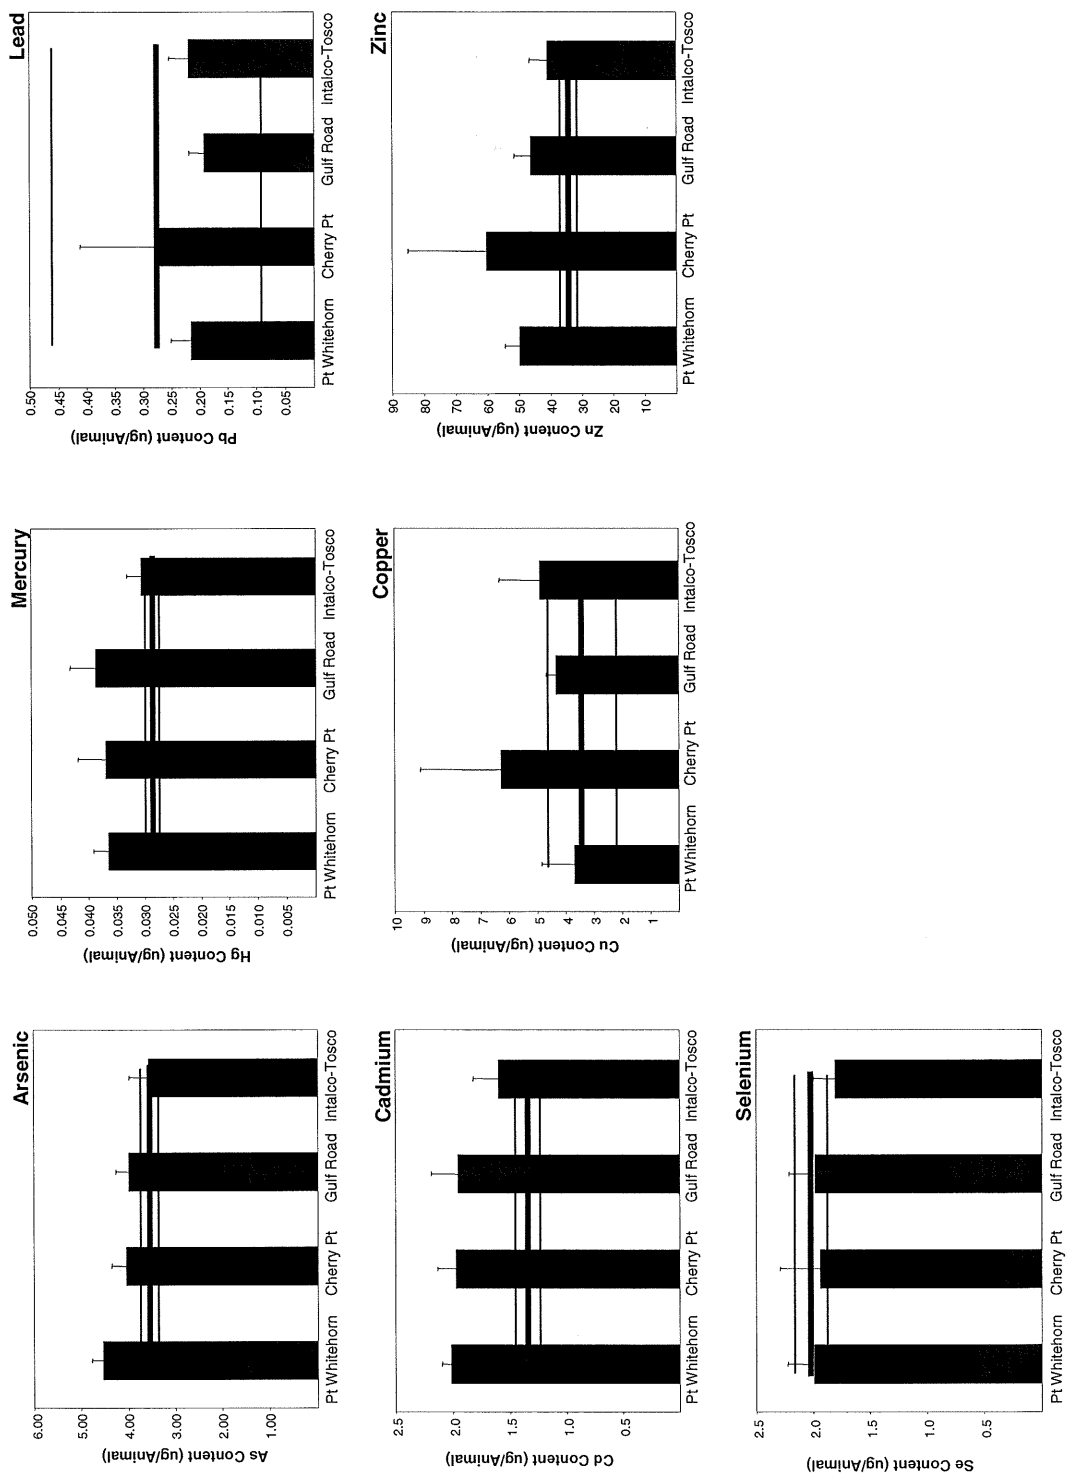 Arsenic
As Content (ug/Animal)
6.00
5.00
4.00
3.00
2.00
1.00
Pt Whitehorn Cherry Pt Gulf Road Intalco-Tosco
Mercury
Hg Content (ug/Animal)
0.050
0.045
0.040
0.035
0.030
0.025
0.020
0.015
0.010
0.005
Pt Whitehorn Cherry Pt Gulf Road Intalco-Tosco
Lead
Pb Content (ug/Animal)
0.50
0.45
0.40
0.35
0.30
0.25
0.20
0.15
0.10
0.05
Pt Whitehorn Cherry Pt Gulf Road Intalco-Tosco
Cadmium
Cd Content (ug/Animal)
2.5
2.0
1.5
1.0
0.5
Pt Whitehorn Cherry Pt Gulf Road Intalco-Tosco
Copper
Cu Content (ug/Animal)
10
9
8
7
6
5
4
3
2
1
Pt Whitehorn Cherry Pt Gulf Road Intalco-Tosco
Zinc
Zn Content (ug/Animal)
90
80
70
60
50
40
30
20
10
Pt Whitehorn Cherry Pt Gulf Road Intalco-Tosco
Selenium
Se Content (ug/Animal)
2.5
2.0
1.5
1.0
0.5
Pt Whitehorn Cherry Pt Gulf Road Intalco-Tosco